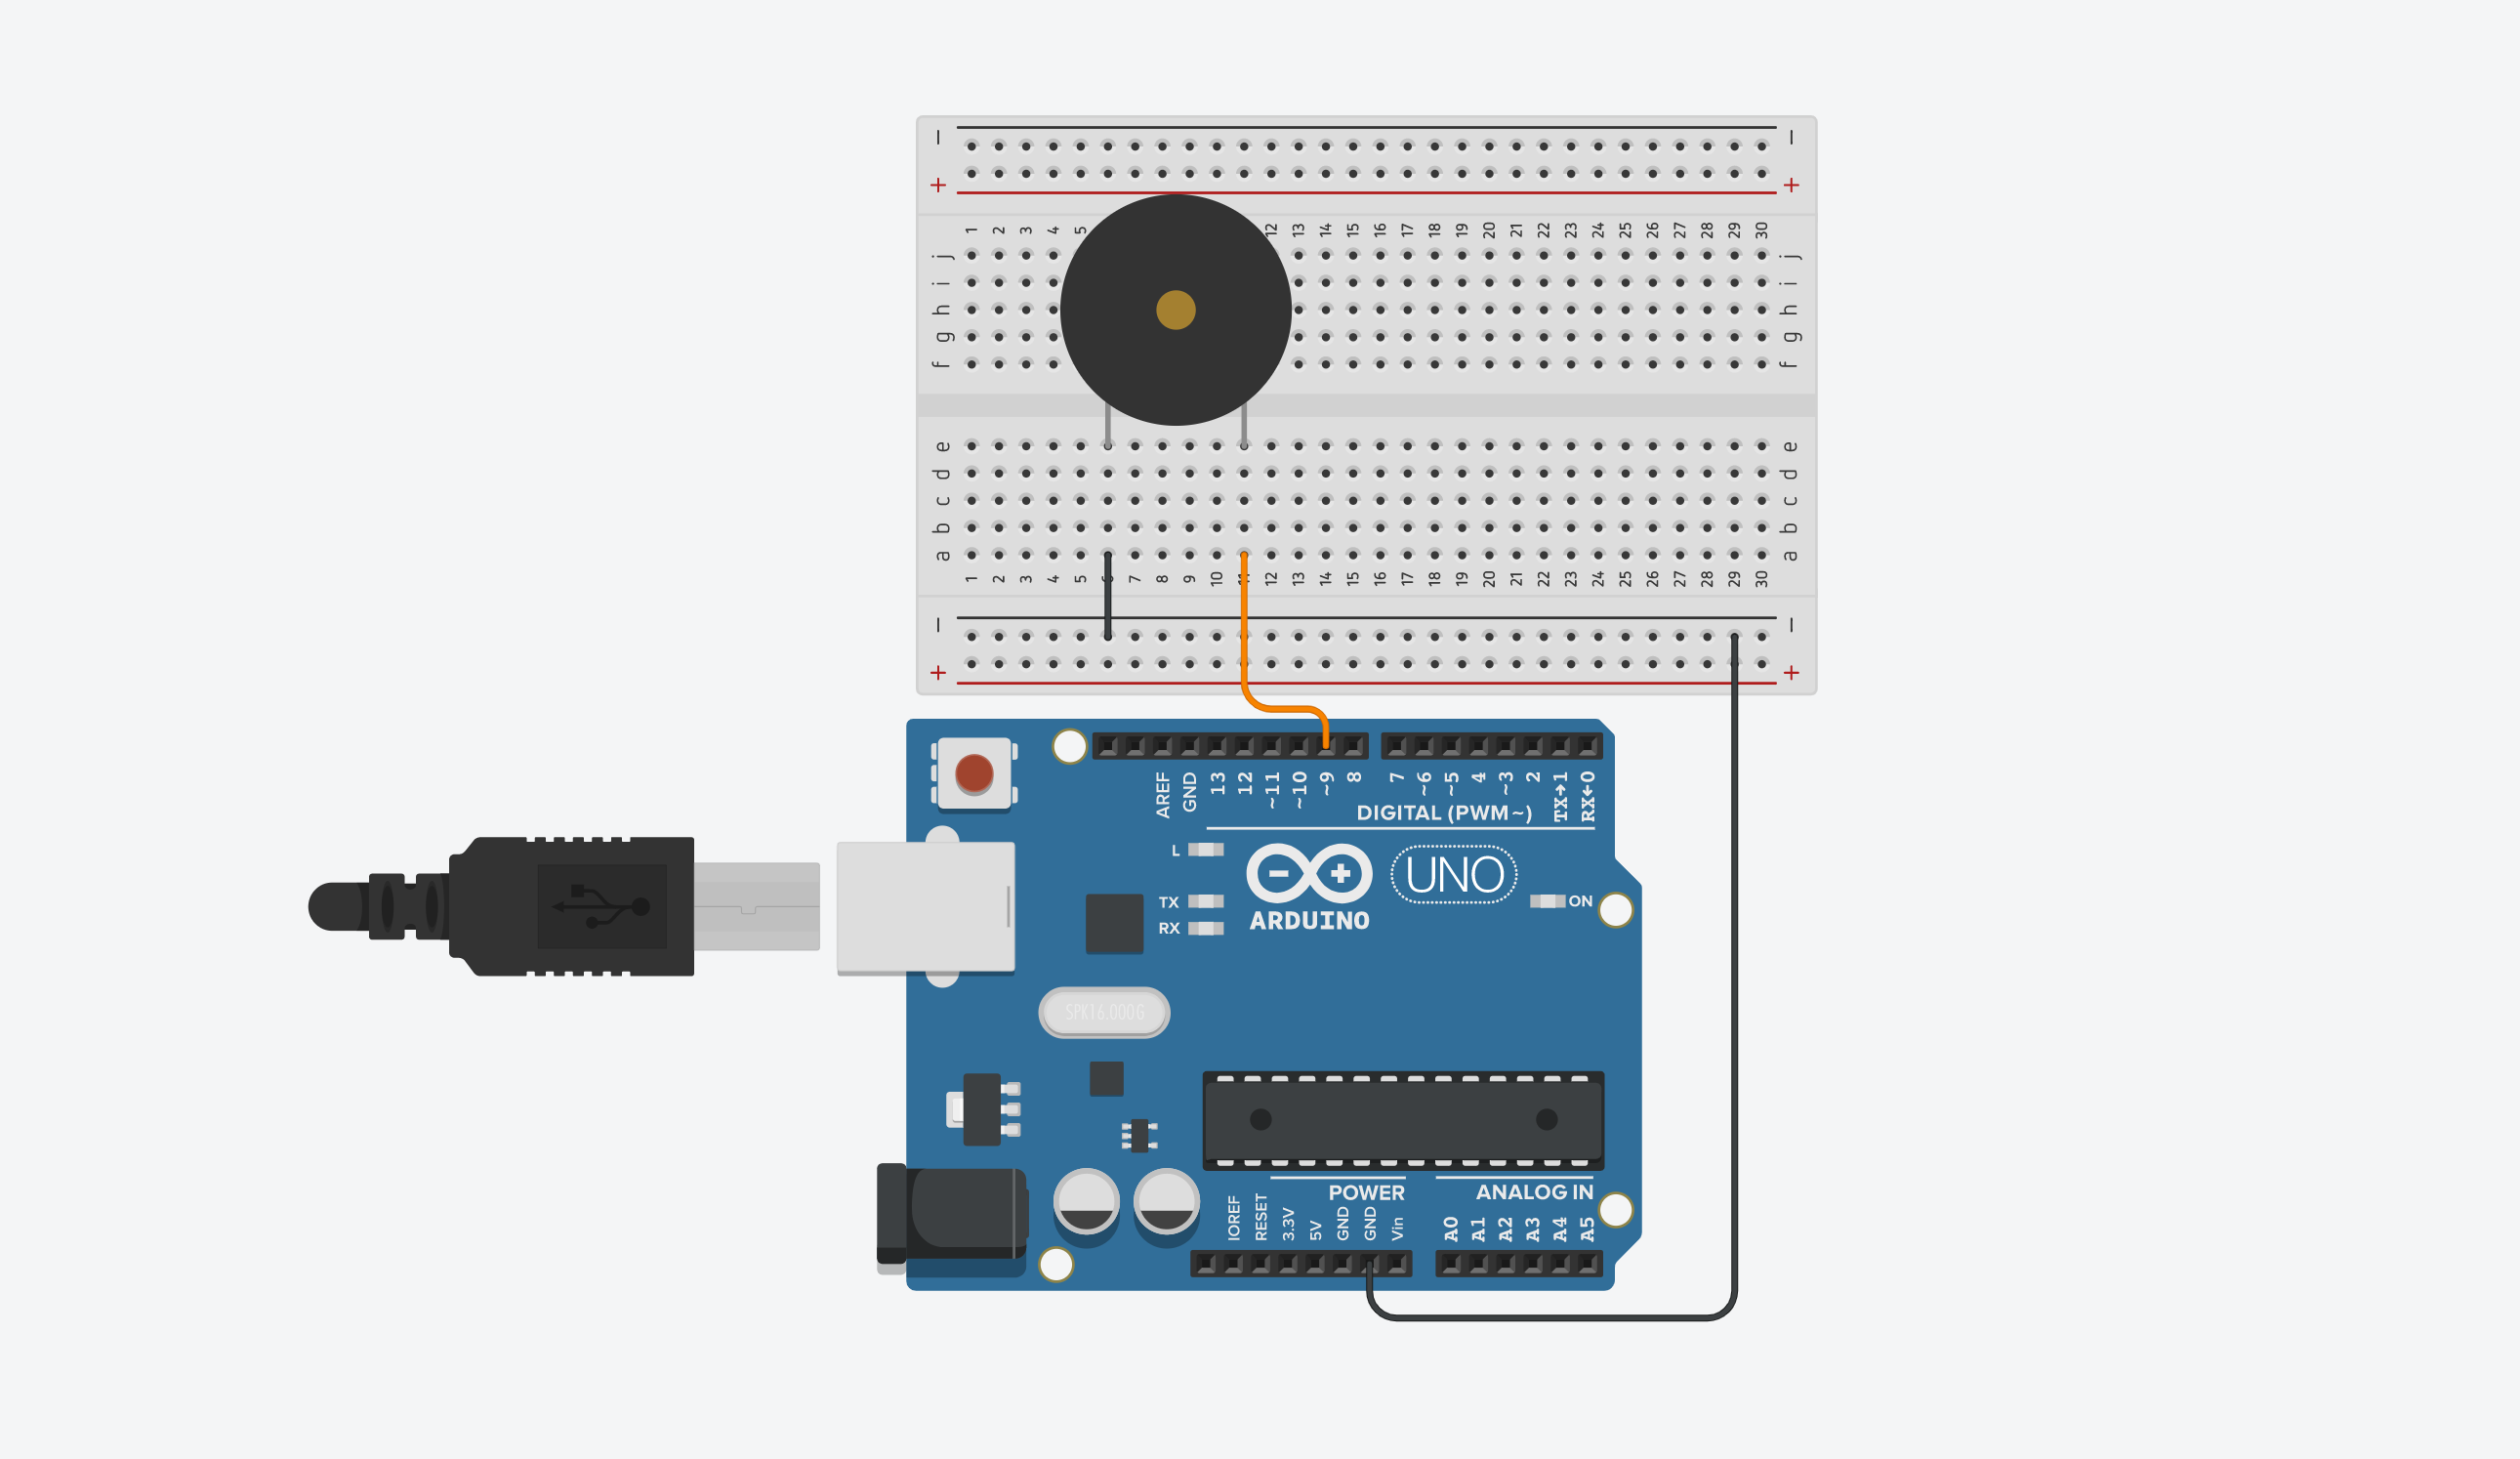 − −
+ +
1 2 3 4 5 12 13 14 15 16 17 18 19 20 21 22 23 24 25 26 27 28 29 30
j j
i i
h h
g g
f f
e e
d d
c c
b b
a a
1 2 3 4 5 7 8 9 10 12 13 14 15 16 17 18 19 20 21 22 23 24 25 26 27 28 29 30
− −
+ +
AREF GND 13 12 ~11 ~10 ~9 8 7 ~6 ~5 4 ~3 2 TX→1 RX←0
DIGITAL (PWM ~)
L
UNO
TX
ON
ARDUINO
RX
SPK16.000G
POWER ANALOG IN
IOREF RESET 3.3V 5V GND GND Vin A0 A1 A2 A3 A4 A5